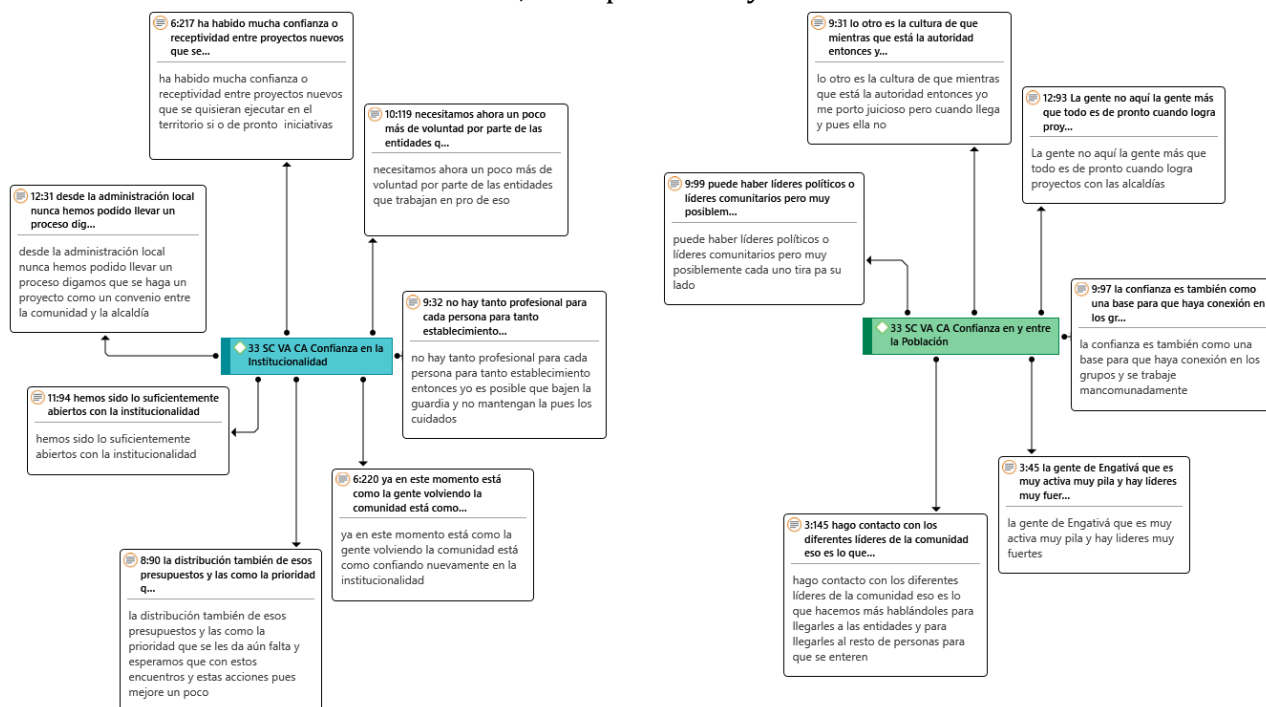 6:217 ha habido mucha confianza o
receptividad entre proyectos nuevos
que se...
ha habido mucha confianza o
receptividad entre proyectos nuevos
que se quisieran ejecutar en el
territorio si o de pronto iniciativas
10:119 necesitamos ahora un poco
más de voluntad por parte de las
entidades q...
necesitamos ahora un poco más de
voluntad por parte de las entidades
que trabajan en pro de eso
12:31 desde la administración local
nunca hemos podido llevar un
proceso dig...
desde la administración local
nunca hemos podido llevar un
proceso digamos que se haga un
proyecto como un convenio entre
la comunidad y la alcaldía
9:32 no hay tanto profesional para
cada persona para tanto
establecimiento...
no hay tanto profesional para cada
persona para tanto establecimiento
entonces yo es posible que bajen la
guardia y no mantengan la pues los
cuidados
33 SC VA CA Confianza en la
Institucionalidad
11:94 hemos sido lo suficientemente
abiertos con la institucionalidad
hemos sido lo suficientemente
abiertos con la institucionalidad
6:220 ya en este momento está
como la gente volviendo la
comunidad está como...
ya en este momento está como la
gente volviendo la comunidad está
como confiando nuevamente en la
institucionalidad
8:90 la distribución también de esos
presupuestos y las como la prioridad
q...
la distribución también de esos
presupuestos y las como la
prioridad que se les da aún falta y
esperamos que con estos
encuentros y estas acciones pues
mejore un poco
9:31 lo otro es la cultura de que
mientras que está la autoridad
entonces y...
lo otro es la cultura de que mientras
que está la autoridad entonces yo
me porto juicioso pero cuando llega
y pues ella no
12:93 La gente no aquí la gente más
que todo es de pronto cuando logra
proy...
La gente no aquí la gente más que
todo es de pronto cuando logra
proyectos con las alcaldías
9:99 puede haber líderes políticos o
líderes comunitarios pero muy
posiblem...
puede haber líderes políticos o
líderes comunitarios pero muy
posiblemente cada uno tira pa su
lado
9:97 la confianza es también como
una base para que haya conexión en
los gr...
la confianza es también como una
base para que haya conexión en los
grupos y se trabaje
mancomunadamente
33 SC VA CA Confianza en y entre
la Población
3:45 la gente de Engativá que es
muy activa muy pila y hay lideres
muy fuer...
la gente de Engativá que es muy
activa muy pila y hay lideres muy
fuertes
3:145 hago contacto con los
diferentes líderes de la comunidad
eso es lo que...
hago contacto con los diferentes
líderes de la comunidad eso es lo
que hacemos más hablándoles para
llegarles a las entidades y para
llegarles al resto de personas para
que se enteren